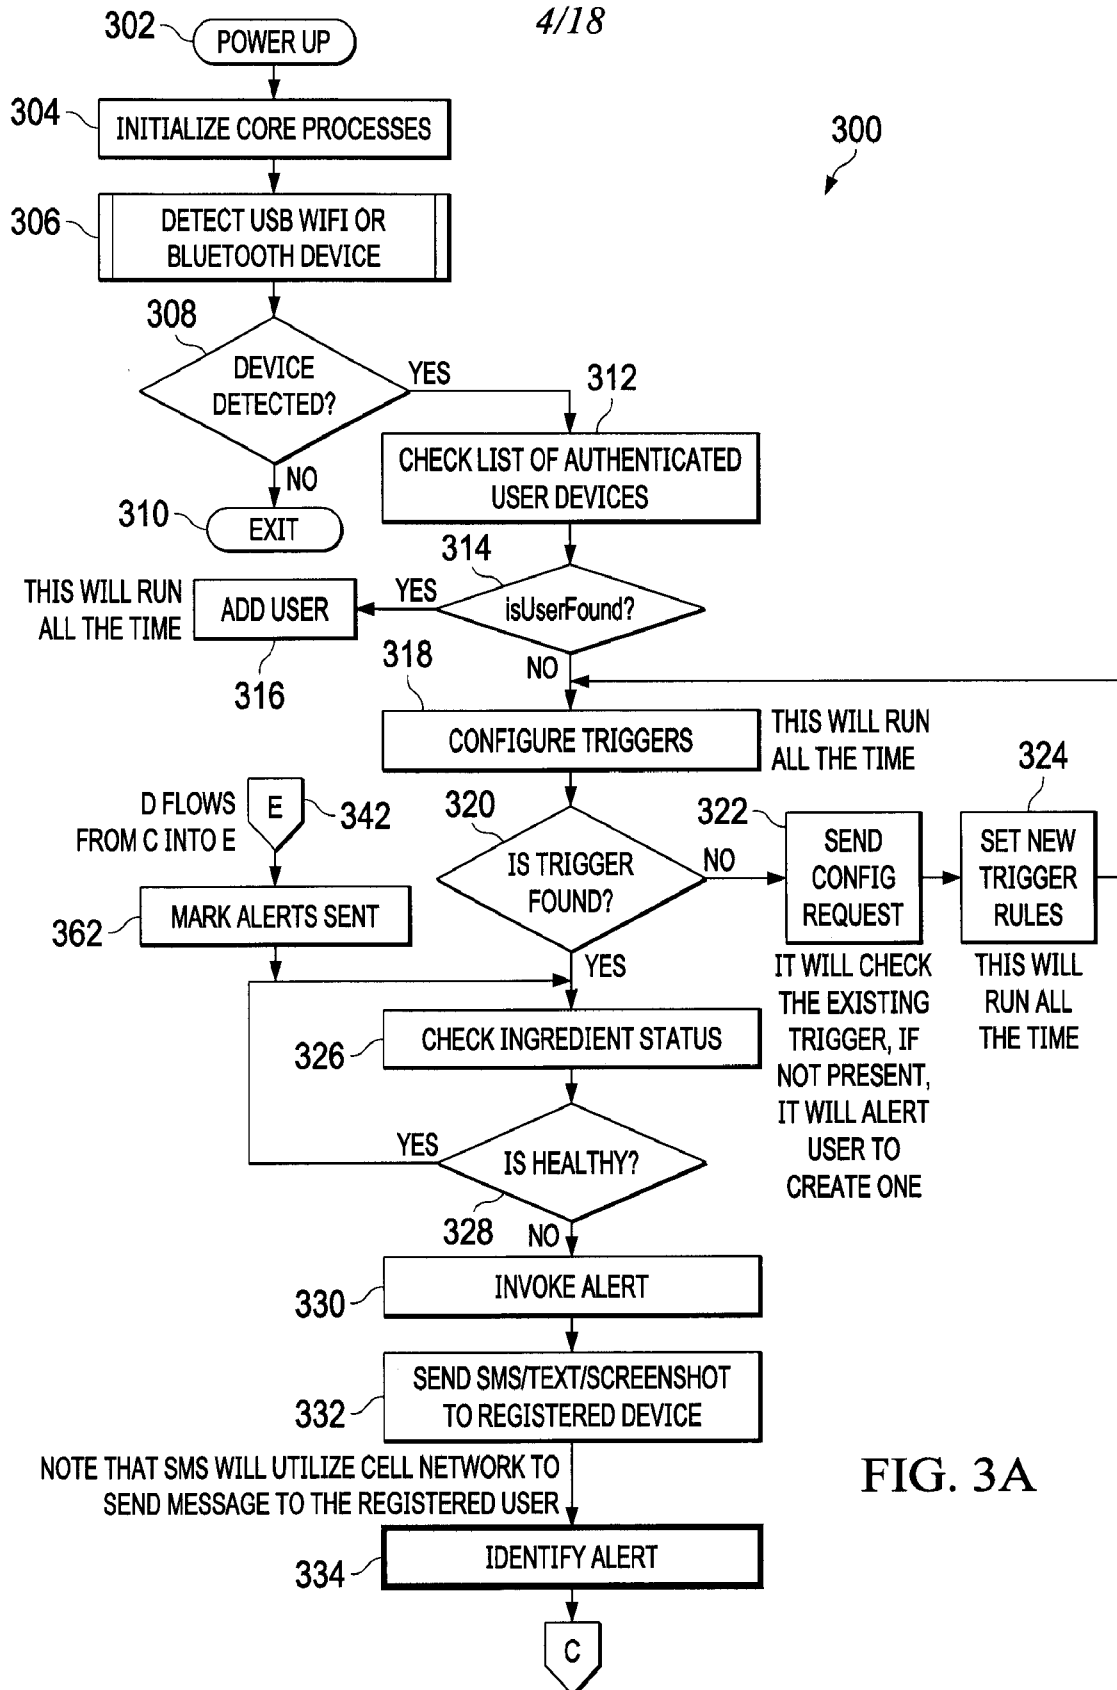 4/18
302
POWER UP
304
INITIALIZE CORE PROCESSES
300
306
DETECT USB WIFI OR
BLUETOOTH DEVICE
308
DEVICE
DETECTED?
YES
312
CHECK LIST OF AUTHENTICATED
USER DEVICES
NO
310
EXIT
314
isUserFound?
YES
THIS WILL RUN
ALL THE TIME
ADD USER
316
NO
318
CONFIGURE TRIGGERS
THIS WILL RUN
ALL THE TIME
D FLOWS
FROM C INTO E
E
342
320
IS TRIGGER
FOUND?
NO
322
SEND
CONFIG
REQUEST
324
SET NEW
TRIGGER
RULES
362
MARK ALERTS SENT
YES
IT WILL CHECK
THE EXISTING
TRIGGER, IF
NOT PRESENT,
IT WILL ALERT
USER TO
CREATE ONE
THIS WILL
RUN ALL
THE TIME
326
CHECK INGREDIENT STATUS
YES
IS HEALTHY?
328
NO
330
INVOKE ALERT
332
SEND SMS/TEXT/SCREENSHOT
TO REGISTERED DEVICE
NOTE THAT SMS WILL UTILIZE CELL NETWORK TO
SEND MESSAGE TO THE REGISTERED USER
FIG. 3A
334
IDENTIFY ALERT
C